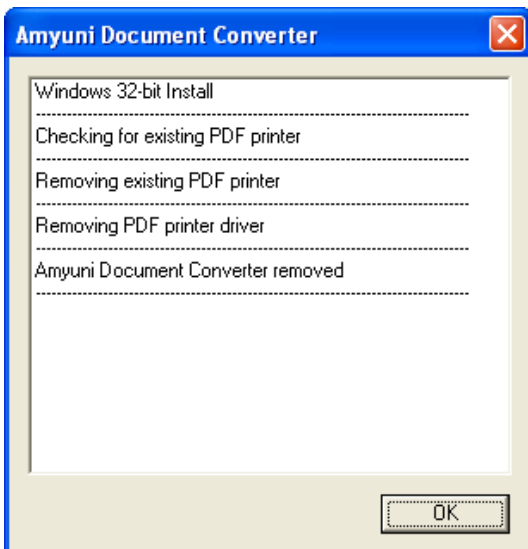 Amyuni Document Converter
Windows 32-bit Install
--------------------------------------------------------------------------------
Checking for existing PDF printer
--------------------------------------------------------------------------------
Removing existing PDF printer
--------------------------------------------------------------------------------
Removing PDF printer driver
--------------------------------------------------------------------------------
Amyuni Document Converter removed
--------------------------------------------------------------------------------
OK